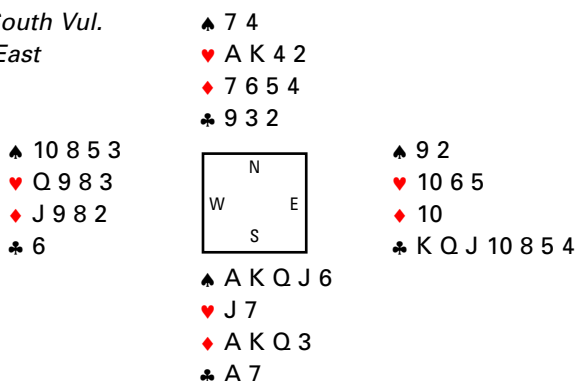 outh Vul.
East
♠ 7 4
♥ A K 4 2
♦ 7 6 5 4
♣ 9 3 2
♠ 10 8 5 3
♥ Q 9 8 3
♦ J 9 8 2
♣ 6
N
W E
S
♠ 9 2
♥ 10 6 5
♦ 10
♣ K Q J 10 8 5 4
♠ A K Q J 6
♥ J 7
♦ A K Q 3
♣ A 7